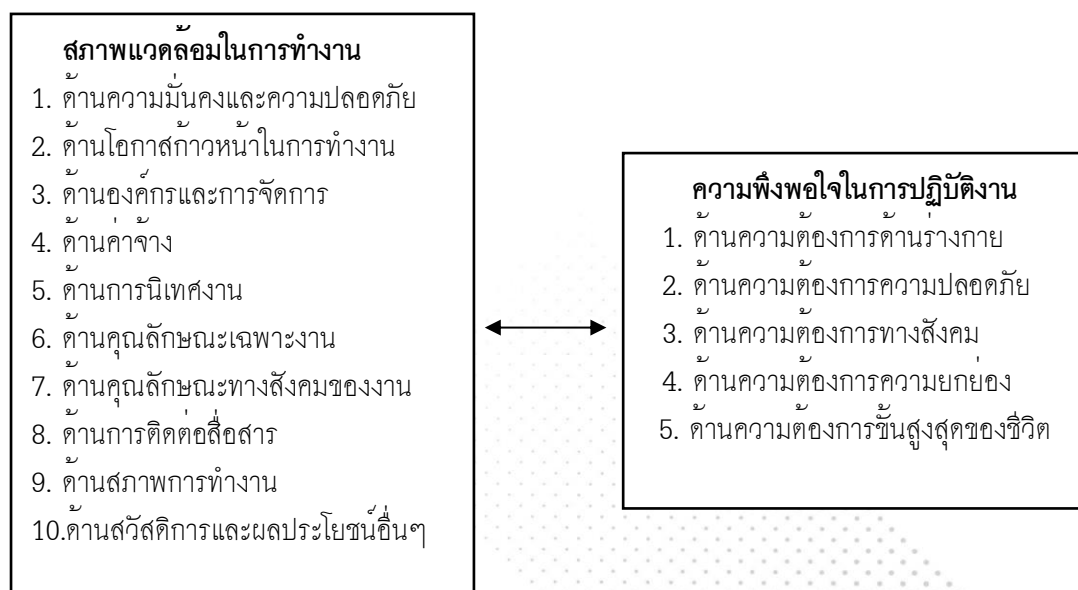 สภาพแวดล้อมในการทำงาน
1. ด้านความมั่นคงและความปลอดภัย
2. ด้านโอกาสก้าวหน้าในการทำงาน
3. ด้านองค์กรและการจัดการ
4. ด้านค่าจ้าง
5. ด้านการนิเทศงาน
6. ด้านคุณลักษณะเฉพาะงาน
7. ด้านคุณลักษณะทางสังคมของงาน
8. ด้านการติดต่อสื่อสาร
9. ด้านสภาพการทำงาน
10.ด้านสวัสดิการและผลประโยชน์อื่นๆ
ความพึงพอใจในการปฏิบัติงาน
1. ด้านความต้องการด้านร่างกาย
2. ด้านความต้องการความปลอดภัย
3. ด้านความต้องการทางสังคม
4. ด้านความต้องการความยกย่อง
5. ด้านความต้องการขั้นสูงสุดของชีวิต